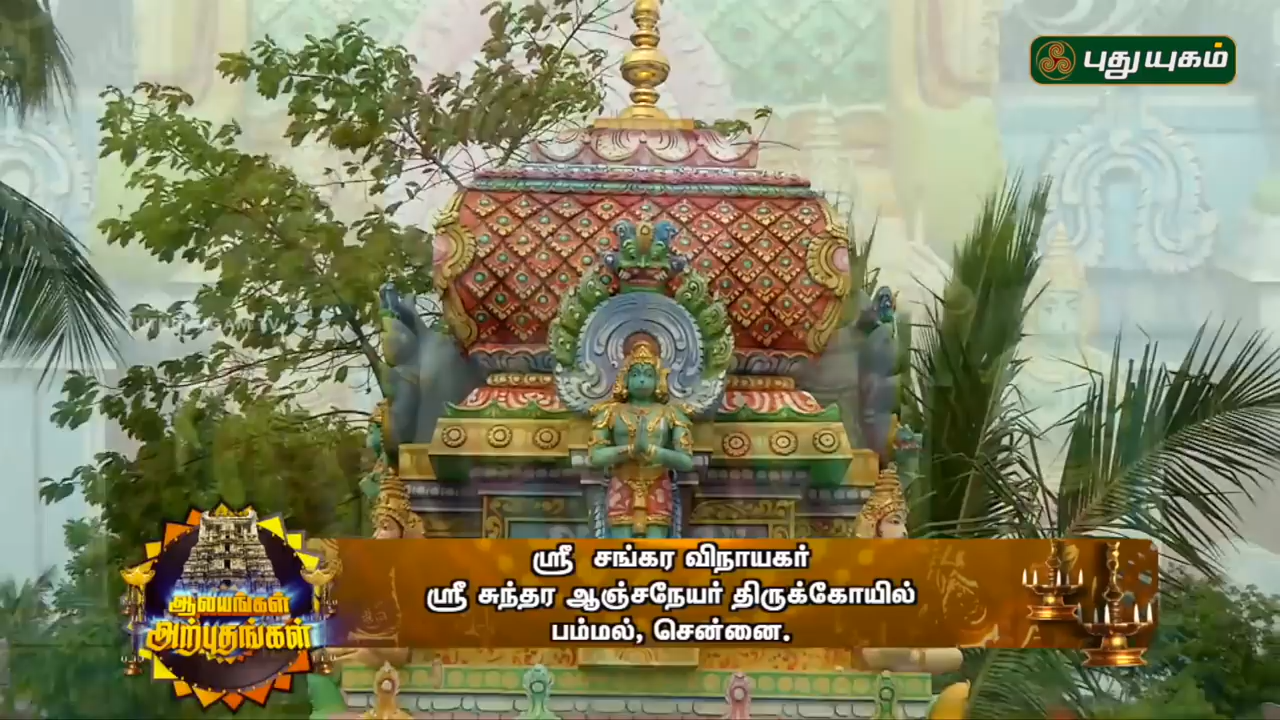 புதுயுகம்
ஸ்ரீ சங்கர விநாயகர்
ஸ்ரீ சுந்தர ஆஞ்சநேயர் திருக்கோயில்
பம்மல், சென்னை.
ஆலயங்கள்
அற்புதங்கள்